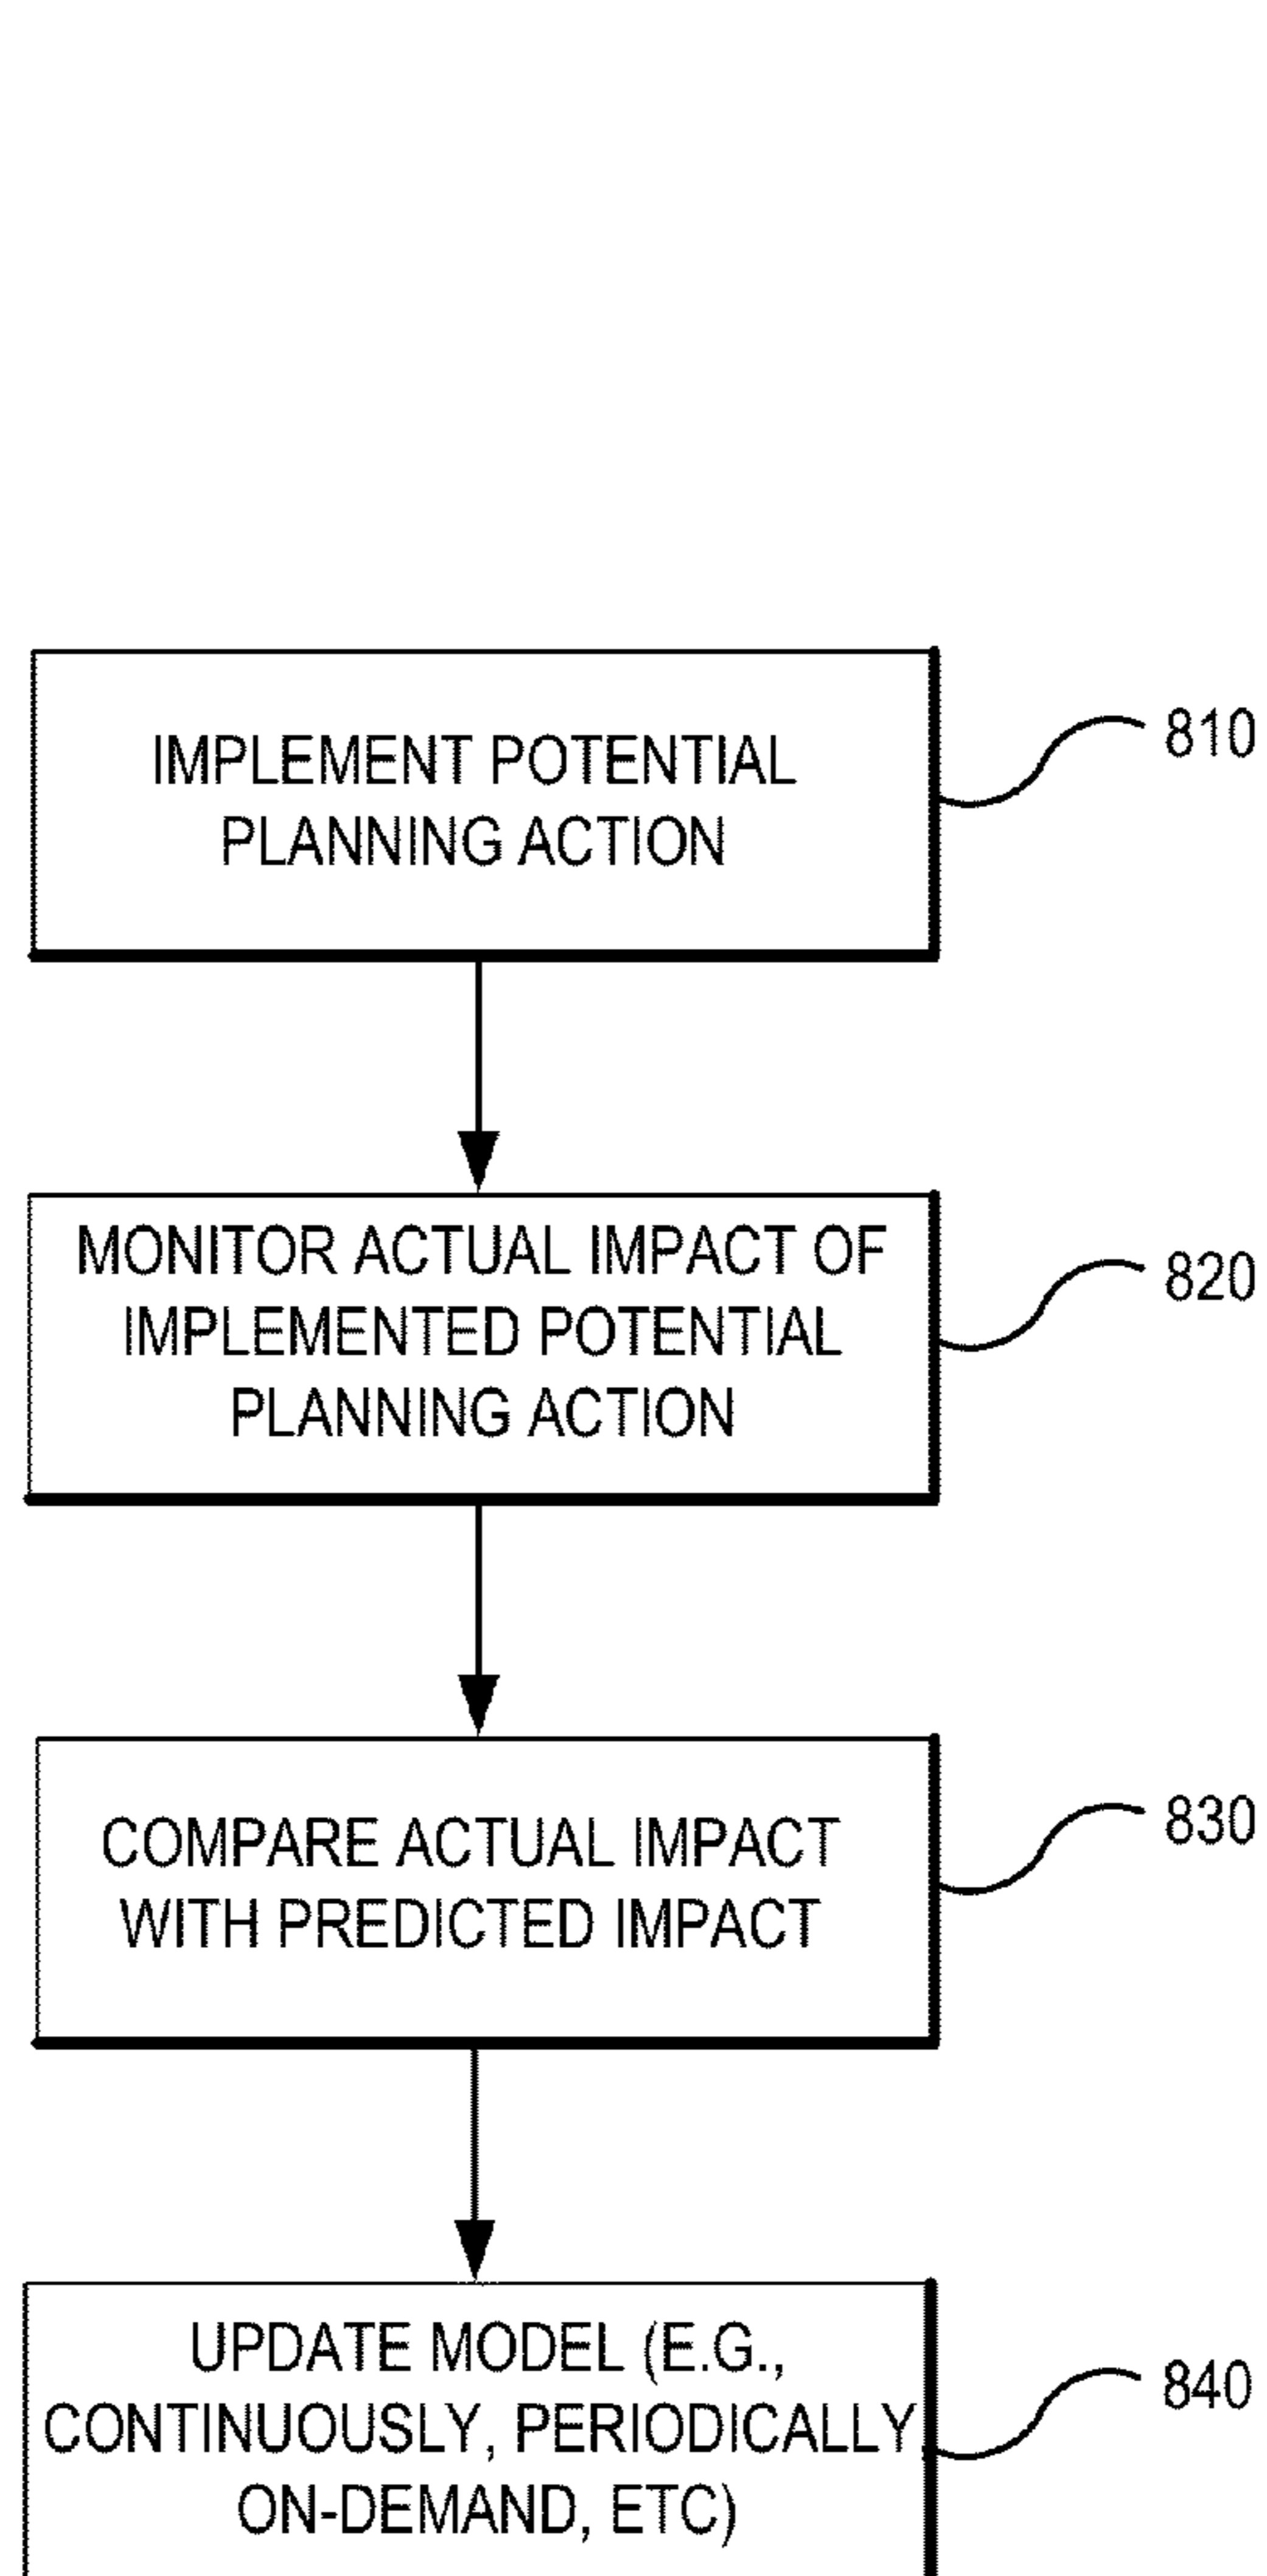 IMPLEMENT POTENTIAL
PLANNING ACTION
810
MONITOR ACTUAL IMPACT OF
IMPLEMENTED POTENTIAL
PLANNING ACTION
820
COMPARE ACTUAL IMPACT
WITH PREDICTED IMPACT
830
UPDATE MODEL (E.G.,
CONTINUOUSLY, PERIODICALLY
ON-DEMAND, ETC)
840